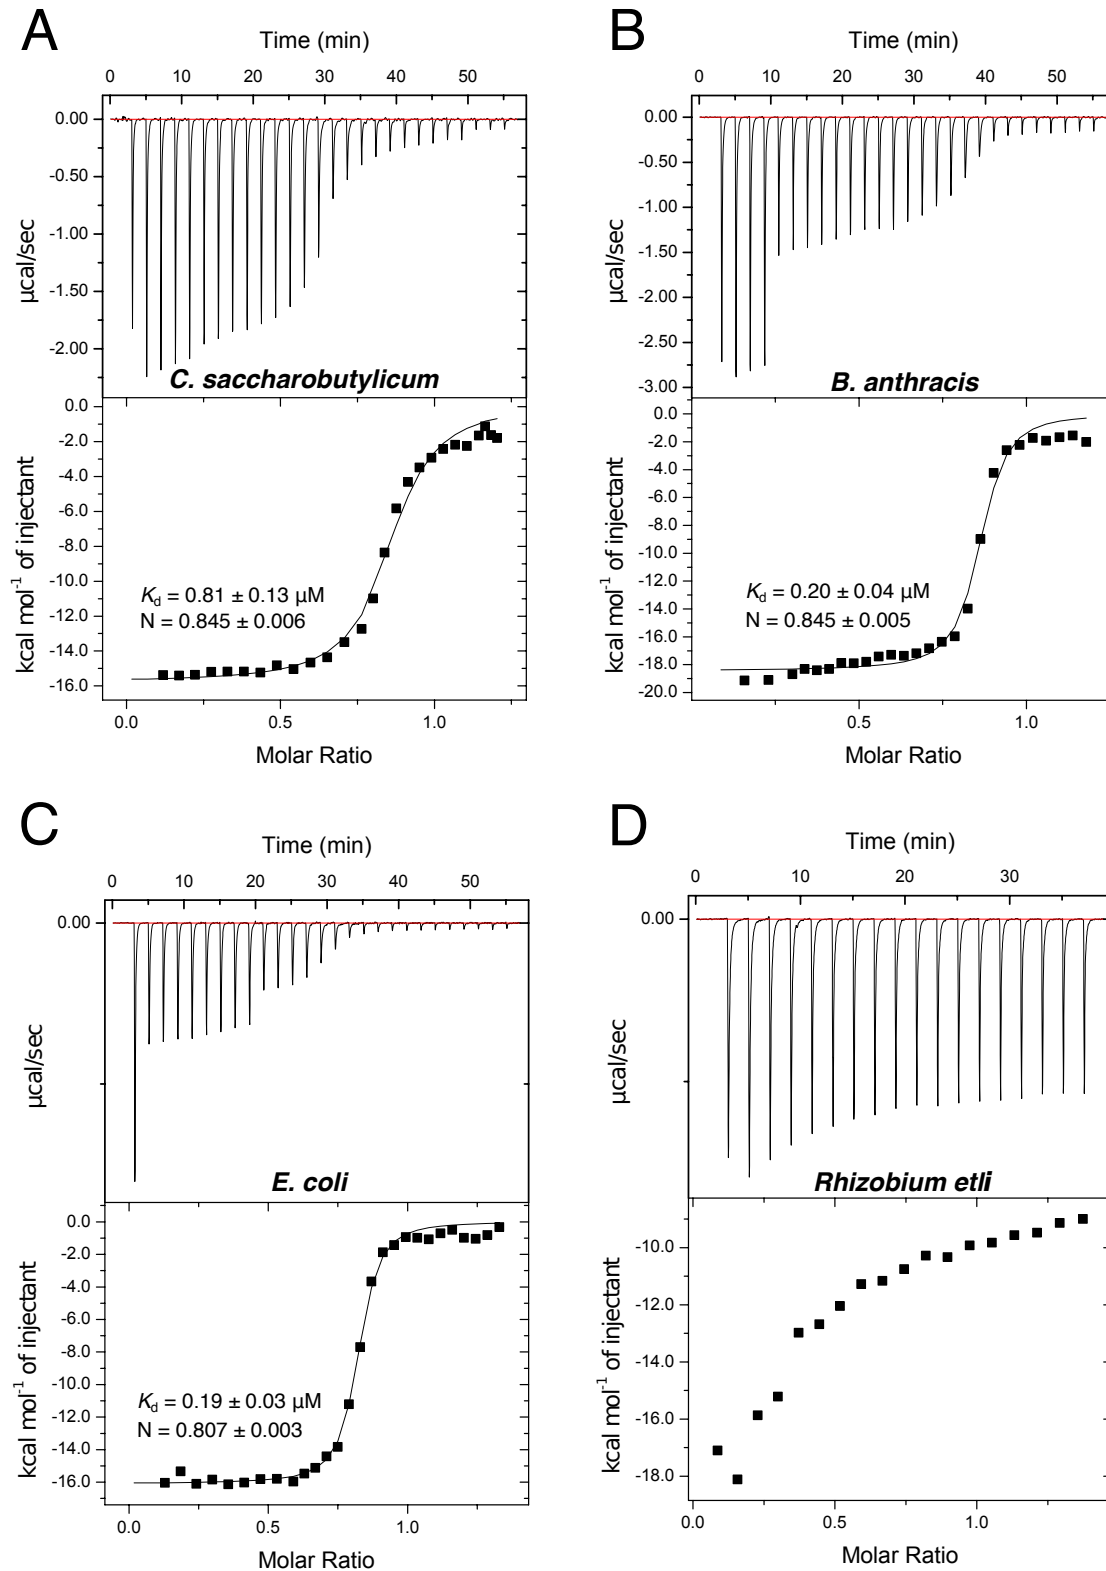 A
Time (min)
0 10 20 30 40 50
0.00
-0.50
-1.00
-1.50
-2.00
µcal/sec
C. saccharobutylicum
0.0
-2.0
-4.0
-6.0
-8.0
-10.0
-12.0
-14.0
-16.0
kcal mol-1 of injectant
Kd = 0.81 ± 0.13 µM
N = 0.845 ± 0.006
0.0 0.5 1.0
Molar Ratio
B
Time (min)
0 10 20 30 40 50
0.00
-0.50
-1.00
-1.50
-2.00
-2.50
-3.00
µcal/sec
B. anthracis
0.0
-2.0
-4.0
-6.0
-8.0
-10.0
-12.0
-14.0
-16.0
-18.0
-20.0
kcal mol-1 of injectant
Kd = 0.20 ± 0.04 µM
N = 0.845 ± 0.005
0.5 1.0
Molar Ratio
C
Time (min)
0 10 20 30 40 50
0.00
µcal/sec
E. coli
0.0
-2.0
-4.0
-6.0
-8.0
-10.0
-12.0
-14.0
-16.0
kcal mol-1 of injectant
Kd = 0.19 ± 0.03 µM
N = 0.807 ± 0.003
0.0 0.5 1.0
Molar Ratio
D
Time (min)
0 10 20 30
0.00
µcal/sec
Rhizobium etli
-10.0
-12.0
-14.0
-16.0
-18.0
kcal mol-1 of injectant
0.0 0.5 1.0
Molar Ratio